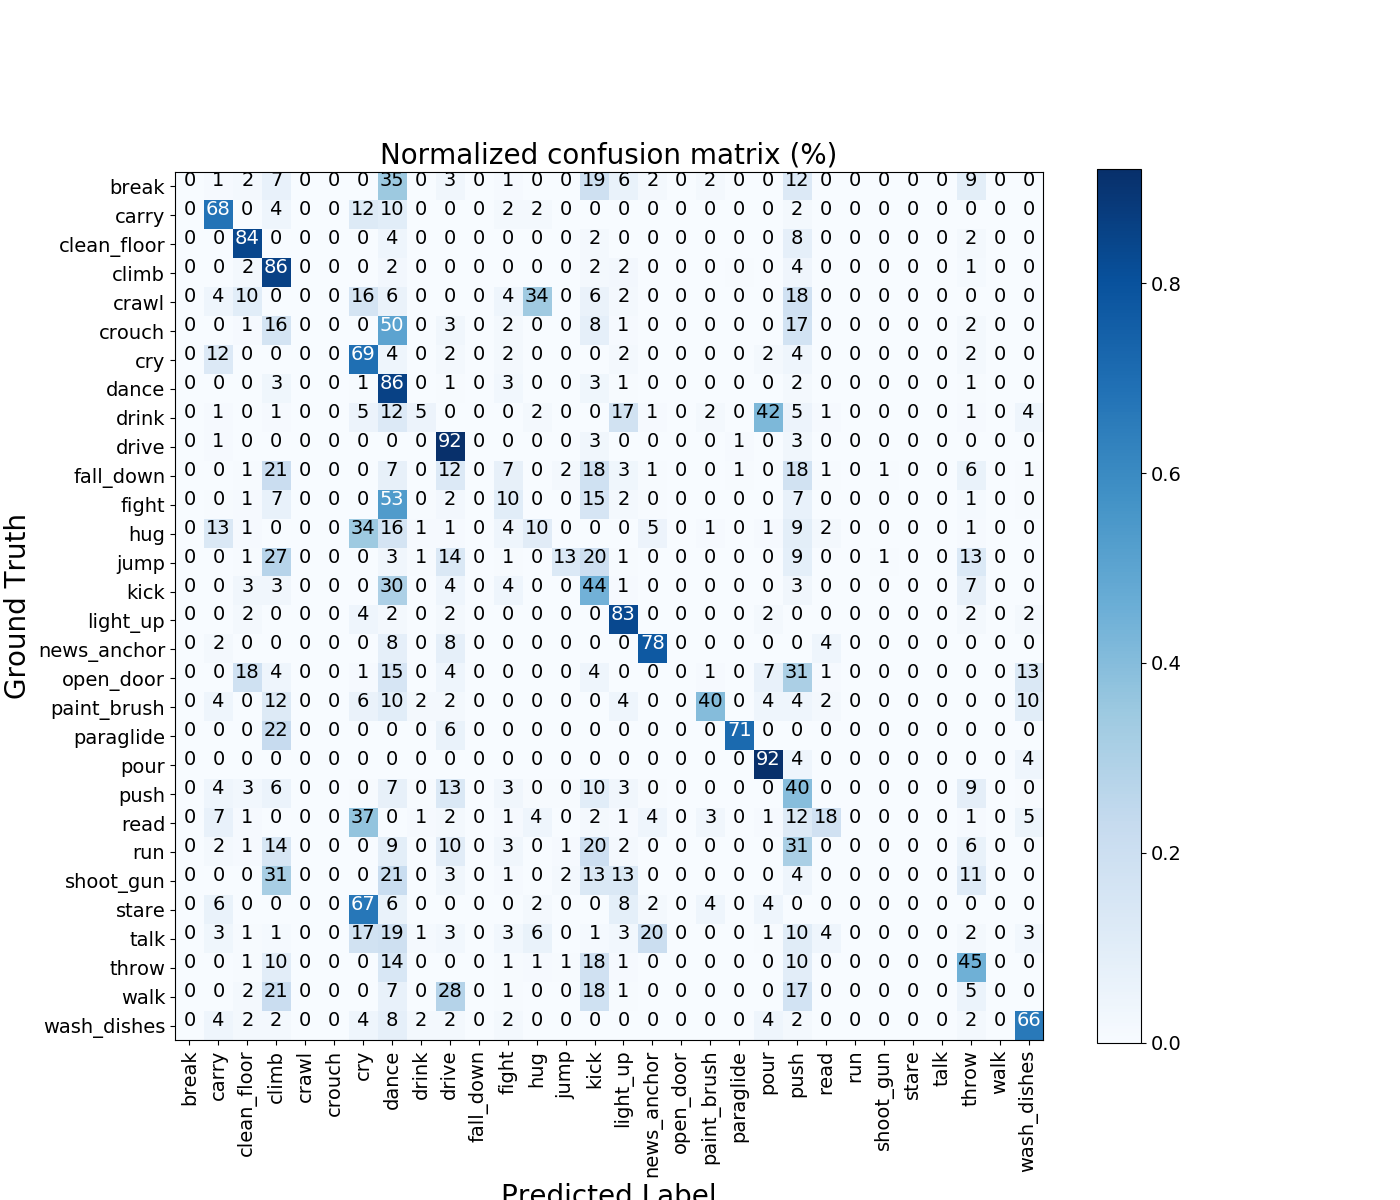 Normalized confusion matrix (%)
break 0 1 2 7 0 0 0 35 0 3 0 1 0 0 19 6 2 0 2 0 0 12 0 0 0 0 0 9 0 0
carry 0 68 0 4 0 0 12 10 0 0 0 2 2 0 0 0 0 0 0 0 0 2 0 0 0 0 0 0 0 0
clean_floor 0 0 84 0 0 0 0 4 0 0 0 0 0 0 2 0 0 0 0 0 0 8 0 0 0 0 0 2 0 0
climb 0 0 2 86 0 0 0 2 0 0 0 0 0 0 2 2 0 0 0 0 0 4 0 0 0 0 0 1 0 0
crawl 0 4 10 0 0 0 16 6 0 0 0 4 34 0 6 2 0 0 0 0 0 18 0 0 0 0 0 0 0 0
crouch 0 0 1 16 0 0 0 50 0 3 0 2 0 0 8 1 0 0 0 0 0 17 0 0 0 0 0 2 0 0
cry 0 12 0 0 0 0 69 4 0 2 0 2 0 0 0 2 0 0 0 0 2 4 0 0 0 0 0 2 0 0
dance 0 0 0 3 0 0 1 86 0 1 0 3 0 0 3 1 0 0 0 0 0 2 0 0 0 0 0 1 0 0
drink 0 1 0 1 0 0 5 12 5 0 0 0 2 0 0 17 1 0 2 0 42 5 1 0 0 0 0 1 0 4
drive 0 1 0 0 0 0 0 0 0 92 0 0 0 0 3 0 0 0 0 1 0 3 0 0 0 0 0 0 0 0
fall_down 0 0 1 21 0 0 0 7 0 12 0 7 0 2 18 3 1 0 0 1 0 18 1 0 1 0 0 6 0 1
fight 0 0 1 7 0 0 0 53 0 2 0 10 0 0 15 2 0 0 0 0 0 7 0 0 0 0 0 1 0 0
hug 0 13 1 0 0 0 34 16 1 1 0 4 10 0 0 0 5 0 1 0 1 9 2 0 0 0 0 1 0 0
jump 0 0 1 27 0 0 0 3 1 14 0 1 0 13 20 1 0 0 0 0 0 9 0 0 1 0 0 13 0 0
kick 0 0 3 3 0 0 0 30 0 4 0 4 0 0 44 1 0 0 0 0 0 3 0 0 0 0 0 7 0 0
light_up 0 0 2 0 0 0 4 2 0 2 0 0 0 0 0 83 0 0 0 0 2 0 0 0 0 0 0 2 0 2
news_anchor 0 2 0 0 0 0 0 8 0 8 0 0 0 0 0 0 78 0 0 0 0 0 4 0 0 0 0 0 0 0
open_door 0 0 18 4 0 0 1 15 0 4 0 0 0 0 4 0 0 0 1 0 7 31 1 0 0 0 0 0 0 13
paint_brush 0 4 0 12 0 0 6 10 2 2 0 0 0 0 0 4 0 0 40 0 4 4 2 0 0 0 0 0 0 10
paraglide 0 0 0 22 0 0 0 0 0 6 0 0 0 0 0 0 0 0 0 71 0 0 0 0 0 0 0 0 0 0
pour 0 0 0 0 0 0 0 0 0 0 0 0 0 0 0 0 0 0 0 0 92 4 0 0 0 0 0 0 0 4
push 0 4 3 6 0 0 0 7 0 13 0 3 0 0 10 3 0 0 0 0 0 40 0 0 0 0 0 9 0 0
read 0 7 1 0 0 0 37 0 1 2 0 1 4 0 2 1 4 0 3 0 1 12 18 0 0 0 0 1 0 5
run 0 2 1 14 0 0 0 9 0 10 0 3 0 1 20 2 0 0 0 0 0 31 0 0 0 0 0 6 0 0
shoot_gun 0 0 0 31 0 0 0 21 0 3 0 1 0 2 13 13 0 0 0 0 0 4 0 0 0 0 0 11 0 0
stare 0 6 0 0 0 0 67 6 0 0 0 0 2 0 0 8 2 0 4 0 4 0 0 0 0 0 0 0 0 0
talk 0 3 1 1 0 0 17 19 1 3 0 3 6 0 1 3 20 0 0 0 1 10 4 0 0 0 0 2 0 3
throw 0 0 1 10 0 0 0 14 0 0 0 1 1 1 18 1 0 0 0 0 0 10 0 0 0 0 0 45 0 0
walk 0 0 2 21 0 0 0 7 0 28 0 1 0 0 18 1 0 0 0 0 0 17 0 0 0 0 0 5 0 0
wash_dishes 0 4 2 2 0 0 4 8 2 2 0 2 0 0 0 0 0 0 0 0 4 2 0 0 0 0 0 2 0 66
break carry clean_floor climb crawl crouch cry dance drink drive fall_down fight hug jump kick light_up news_anchor open_door paint_brush paraglide pour push read run shoot_gun stare talk throw walk wash_dishes
Ground Truth
Predicted Label
0.8
0.6
0.4
0.2
0.0